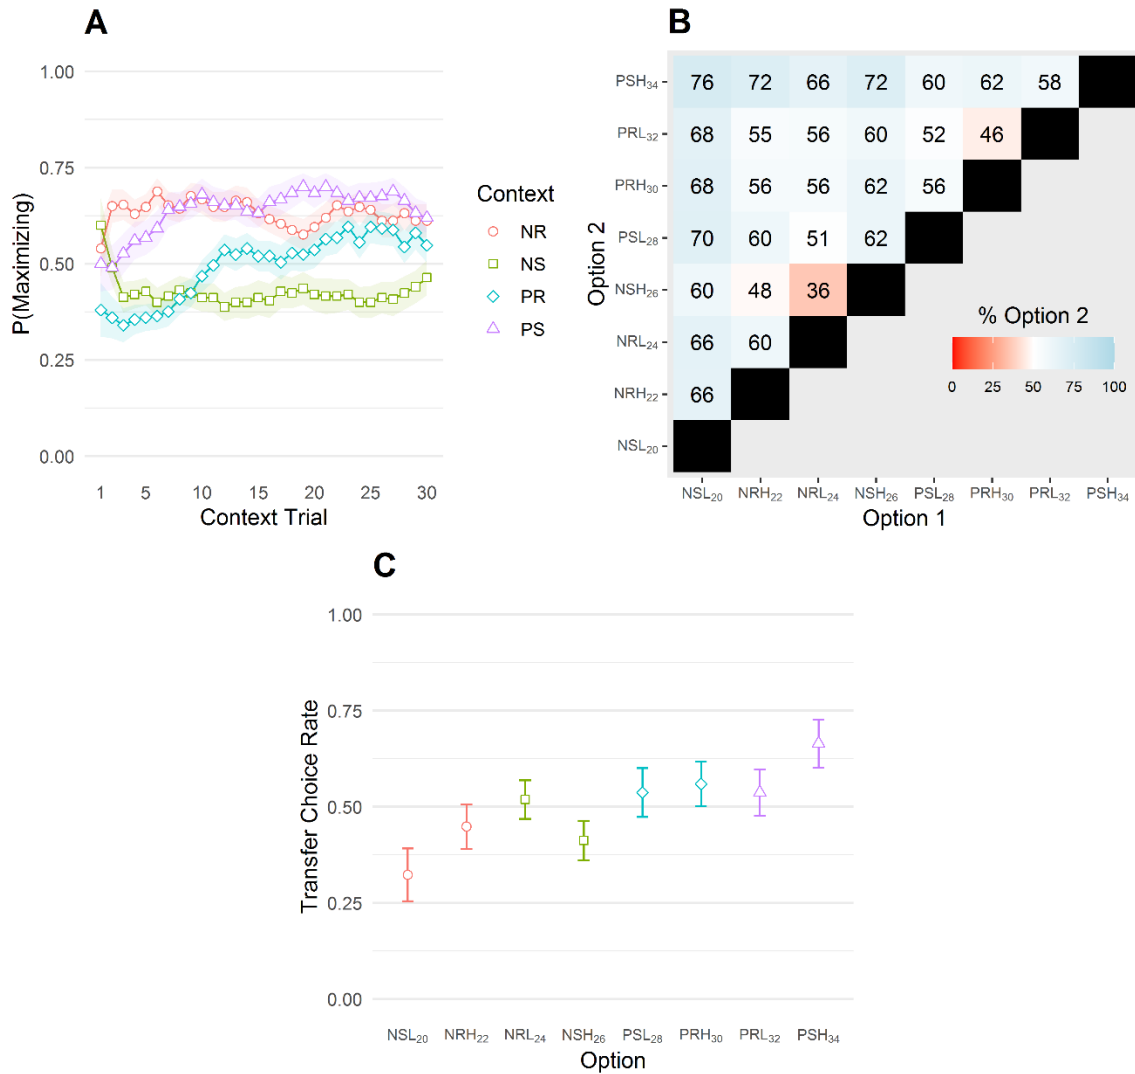 A
1.00
0.75
0.50
0.25
0.00
P(Maximizing)
1 5 10 15 20 25 30
Context Trial
Context
NR
NS
PR
PS
B
Option 2
PSH₃₄ 76 72 66 72 60 62 58
PRL₃₂ 68 55 56 60 52 46
PRH₃₀ 68 56 56 62 56
PSL₂₈ 70 60 51 62
NSH₂₆ 60 48 36
NRL₂₄ 66 60
NRH₂₂ 66
NSL₂₀
% Option 2
0 25 50 75 100
NSL₂₀ NRH₂₂ NRL₂₄ NSH₂₆ PSL₂₈ PRH₃₀ PRL₃₂ PSH₃₄
Option 1
C
1.00
0.75
0.50
0.25
0.00
Transfer Choice Rate
NSL₂₀ NRH₂₂ NRL₂₄ NSH₂₆ PSL₂₈ PRH₃₀ PRL₃₂ PSH₃₄
Option